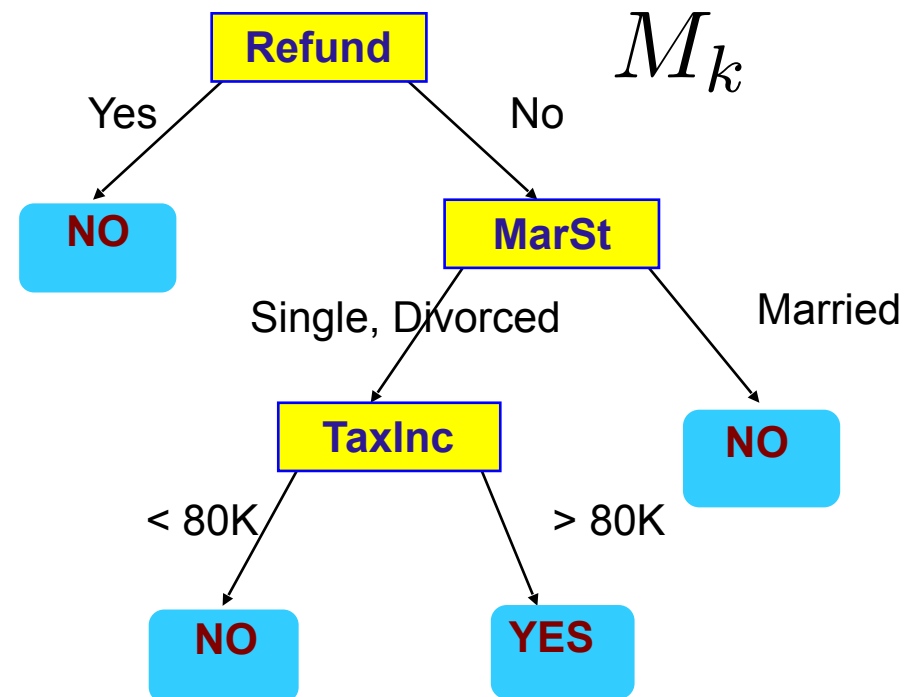 Refund
M_k
Yes
No
NO
MarSt
Single, Divorced
Married
TaxInc
NO
< 80K
> 80K
NO
YES